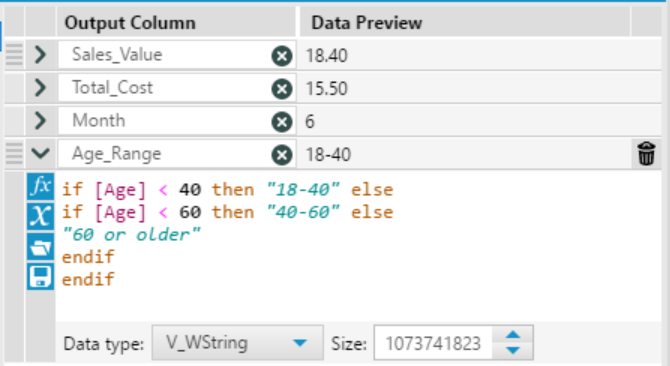 Output Column Data Preview
Sales_Value 18.40
Total_Cost 15.50
Month 6
Age_Range 18-40
fx if [Age] < 40 then "18-40" else
X if [Age] < 60 then "40-60" else
"60 or older"
endif
endif
Data type: V_WString Size: 1073741823